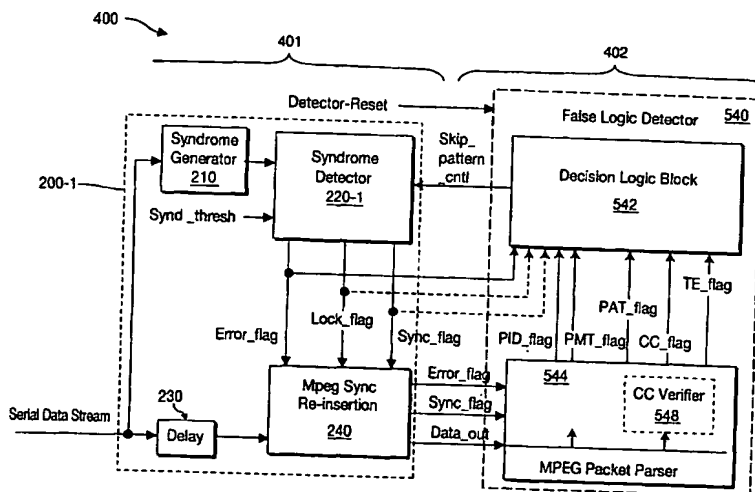 400
401
402
Detector-Reset
False Logic Detector 540
Syndrome
Generator
210
Syndrome
Detector
220-1
Skip_
pattern
_cntl
Decision Logic Block
542
200-1
Synd_thresh
TE_flag
PAT_flag
Error_flag
Lock_flag
Sync_flag
PID_flag
PMT_flag
CC_flag
Mpeg Sync
Re-insertion
240
Error_flag
Sync_flag
Data_out
544
CC Verifier
548
Serial Data Stream
230
Delay
MPEG Packet Parser